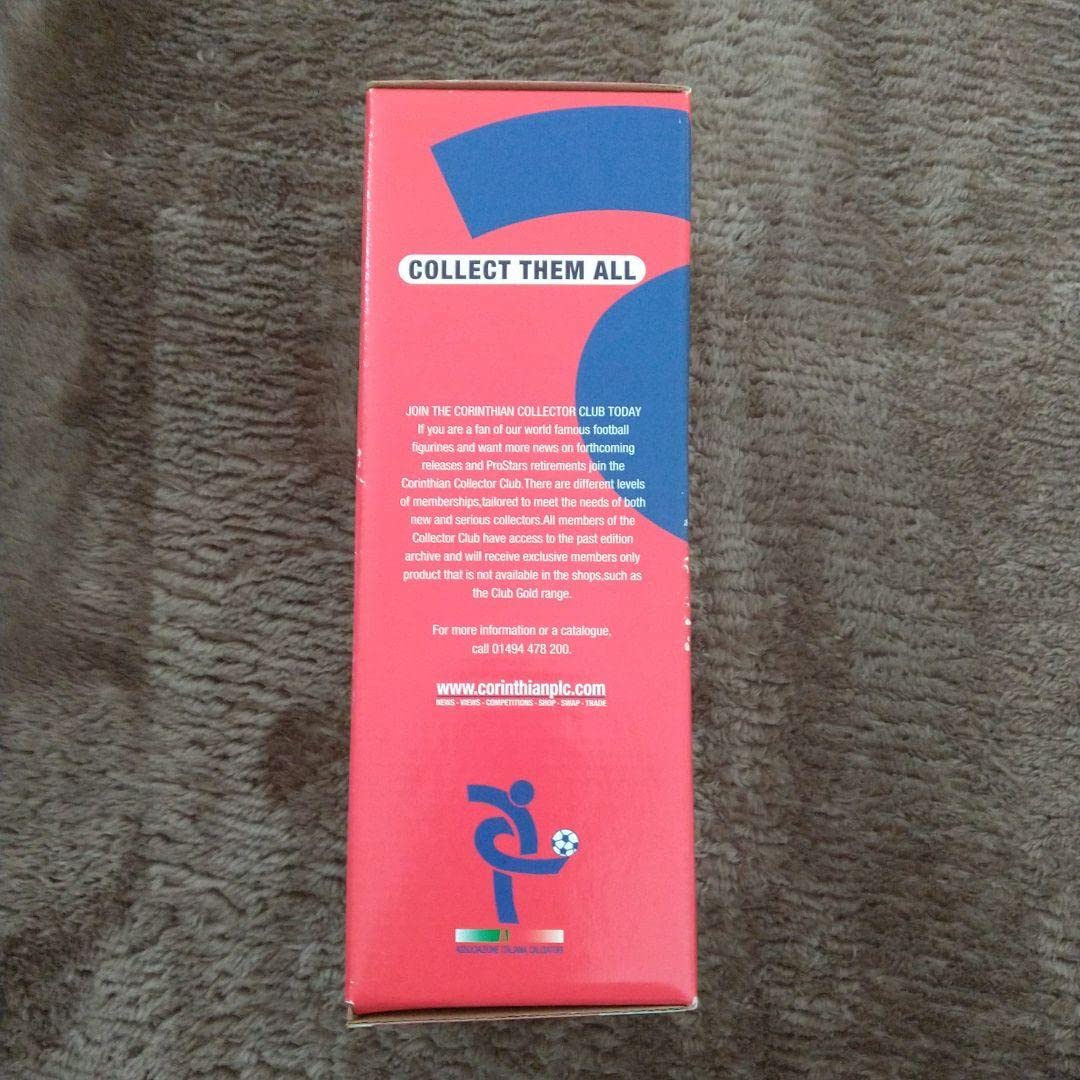 COLLECT THEM ALL
JOIN THE CORINTHIAN COLLECTOR CLUB TODAY
If you are a fan of our world famous football
figurines and want more news on forthcoming
releases and ProStars retirements join the
Corinthian Collector Club.There are different levels
of memberships,tailored to meet the needs of both
new and serious collectors.All members of the
Collector Club have access to the past edition
archive and will receive exclusive members only
product that is not available in the shops,such as
the Club Gold range.
For more information or a catalogue,
call 01494 478 200.
www.corinthianplc.com
NEWS - VIEWS - COMPETITIONS - SHOP - SWAP - TRADE
ASSOCIAZIONE ITALIANA CALCIATORI